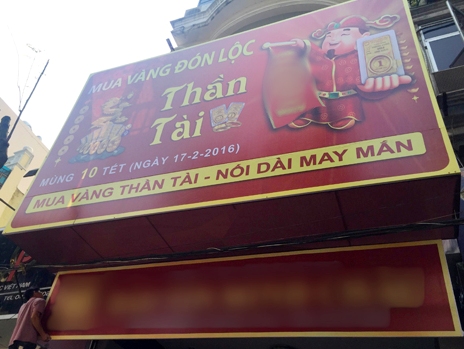 MUA VÀNG ĐÓN LỘC
Thần
Tài
MÙNG 10 TẾT (NGÀY 17-2-2016)
MUA VÀNG THẦN TÀI - NỐI DÀI MAY MẮN